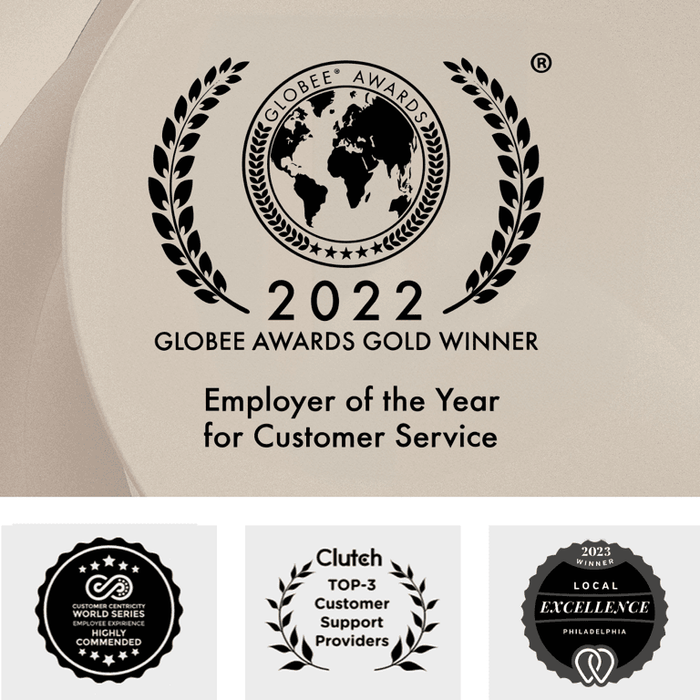 ®
GLOBEE® AWARDS
2022
GLOBEE AWARDS GOLD WINNER
Employer of the Year
for Customer Service
CUSTOMER CENTRICITY
WORLD SERIES
EMPLOYEE EXPIRIENCE
HIGHLY
COMMENDED
Clutch
TOP-3
Customer
Support
Providers
2023
WINNER
LOCAL
EXCELLENCE
PHILADELPHIA